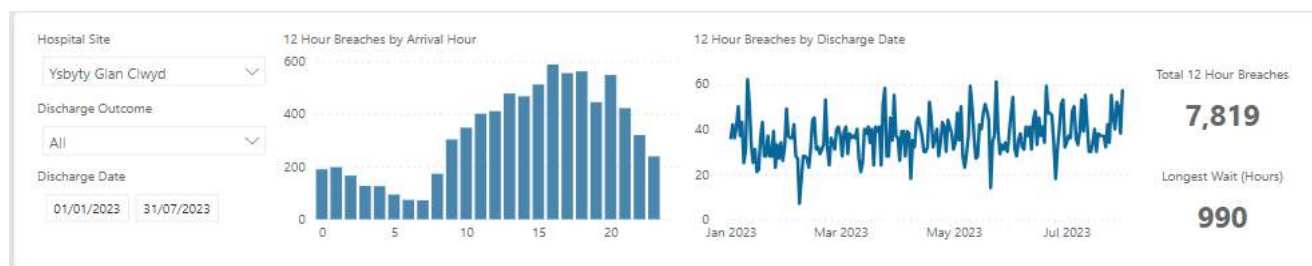 Hospital Site
Ysbyty Glan Clwyd
Discharge Outcome
All
Discharge Date
01/01/2023 31/07/2023
12 Hour Breaches by Arrival Hour
600
400
200
0
0 5 10 15 20
12 Hour Breaches by Discharge Date
60
40
20
0
Jan 2023 Mar 2023 May 2023 Jul 2023
Total 12 Hour Breaches
7,819
Longest Wait (Hours)
990